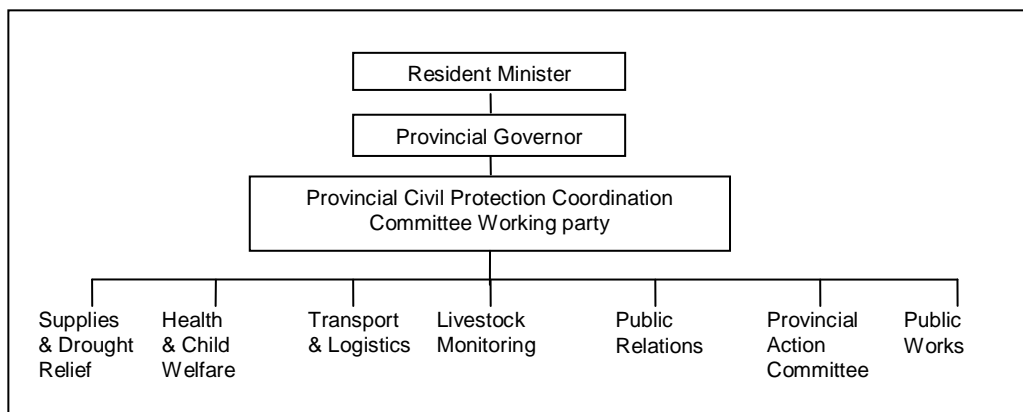 Resident Minister
Provincial Governor
Provincial Civil Protection Coordination
Committee Working party
Supplies
& Drought
Relief
Health
& Child
Welfare
Transport
& Logistics
Livestock
Monitoring
Public
Relations
Provincial
Action
Committee
Public
Works